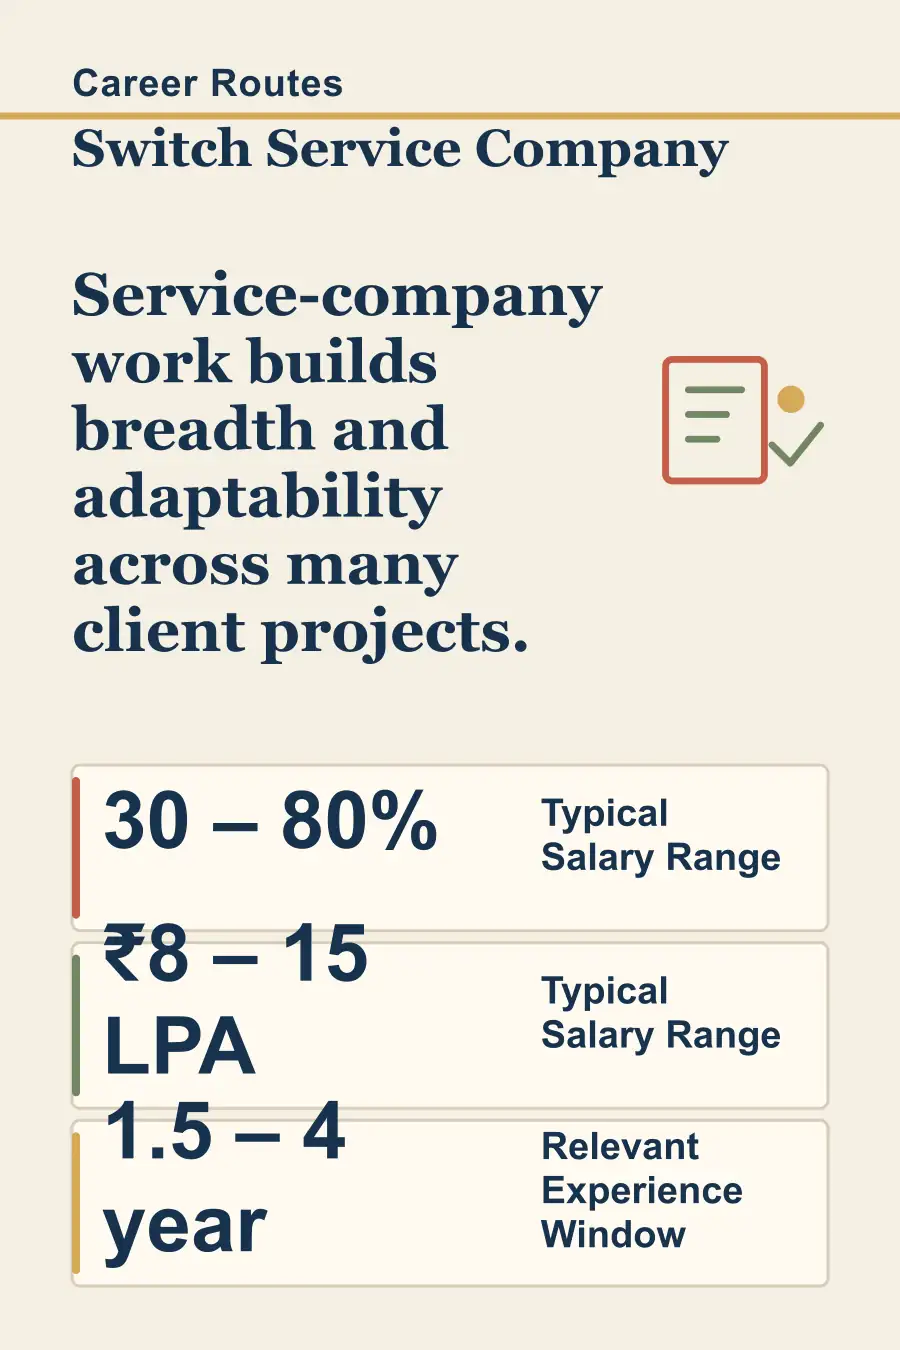 Career Routes
Switch Service Company
Service-company
work builds
breadth and
adaptability
across many
client projects.
30 – 80%
Typical
Salary Range
₹8 – 15
LPA
Typical
Salary Range
1.5 – 4
year
Relevant
Experience
Window